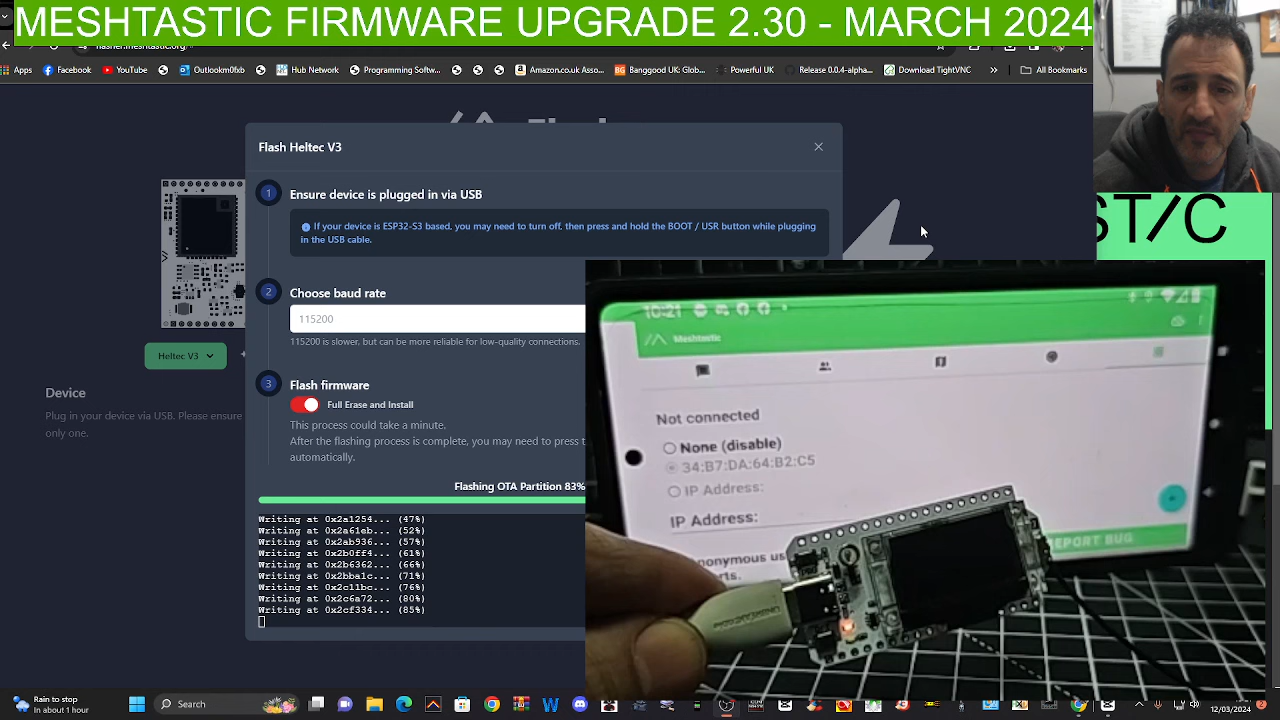 MESHTASTIC FIRMWARE UPGRADE 2.30 - MARCH 2024
Apps
Facebook
YouTube
Outlookm0fxb
Hub Network
Programming Softw...
Amazon.co.uk Asso...
Banggood UK: Glob...
Powerful UK:
Release 0.0.4-alpha...
Download TightVNC
»
All Bookmarks
Flash Heltec V3
1
Ensure device is plugged in via USB
If your device is ESP32-S3 based, you may need to turn off, then press and hold the BOOT / USR button while plugging
in the USB cable.
ST/C
2
Choose baud rate
115200
115200 is slower, but can be more reliable for low-quality connections.
Heltec V3
3
Flash firmware
Full Erase and Install
This process could take a minute.
After the flashing process is complete, you may need to press t
automatically.
Device
Plug in your device via USB. Please ensure
only one.
Flashing OTA Partition 83%
Writing at 0x2a1254... (47%)
Writing at 0x2a61de... (52%)
Writing at 0x2ab936... (57%)
Writing at 0x2b0bea... (61%)
Writing at 0x2b6362... (66%)
Writing at 0x2bba1c... (71%)
Writing at 0x2c11db... (76%)
Writing at 0x2c6a72... (80%)
Writing at 0x2cf334... (85%)
10:21
Meshtastic
Not connected
None (disable)
34:B7:DA:64:B2:C5
IP Address:
IP Address:
nonymous us
rts.
REPORT BUG
Rain to stop
In about 1 hour
Search
12/03/2024